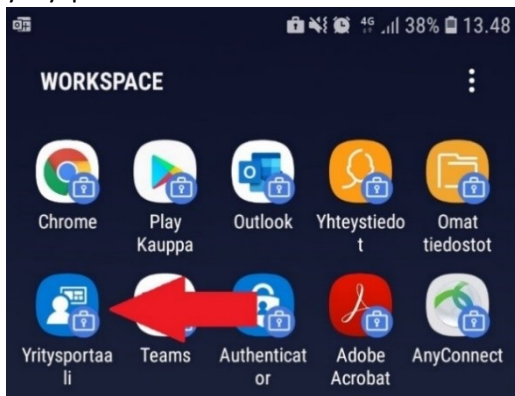 4G 38% 13.48
WORKSPACE
Chrome
Play
Kauppa
Outlook
Yhteystiedo
t
Omat
tiedostot
Yritysportaa
li
Teams
Authenticat
or
Adobe
Acrobat
AnyConnect